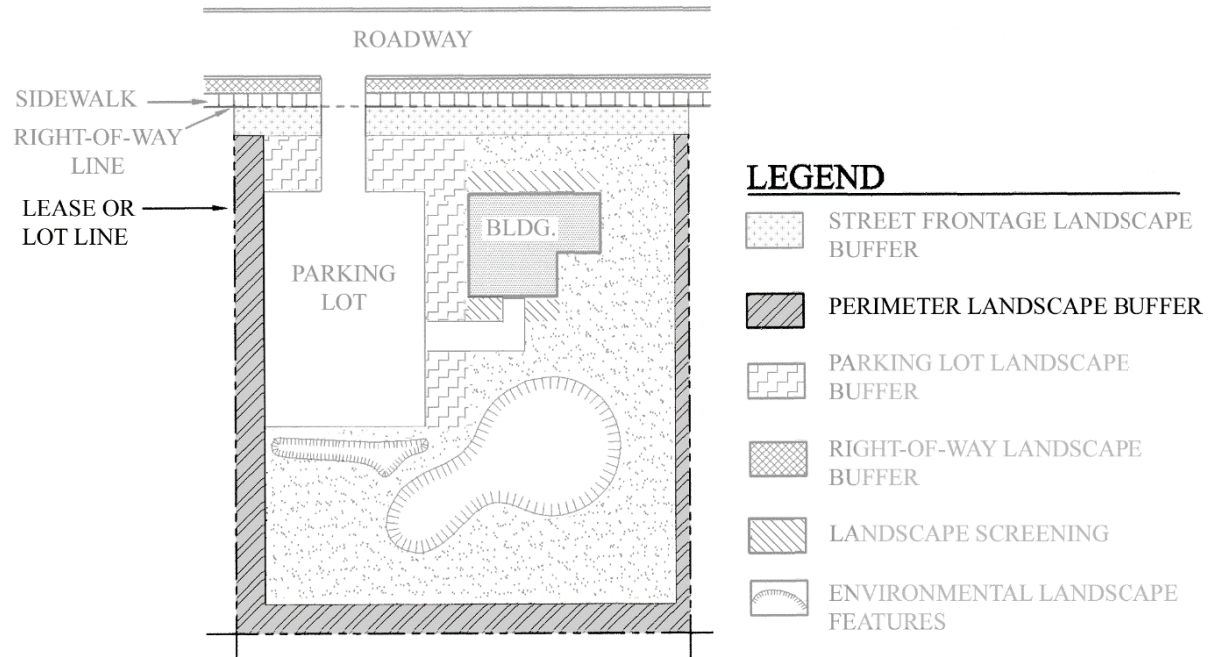 ROADWAY
SIDEWALK
RIGHT-OF-WAY
LINE
LEASE OR
LOT LINE
BLDG.
PARKING
LOT
LEGEND
STREET FRONTAGE LANDSCAPE
BUFFER
PERIMETER LANDSCAPE BUFFER
PARKING LOT LANDSCAPE
BUFFER
RIGHT-OF-WAY LANDSCAPE
BUFFER
LANDSCAPE SCREENING
ENVIRONMENTAL LANDSCAPE
FEATURES